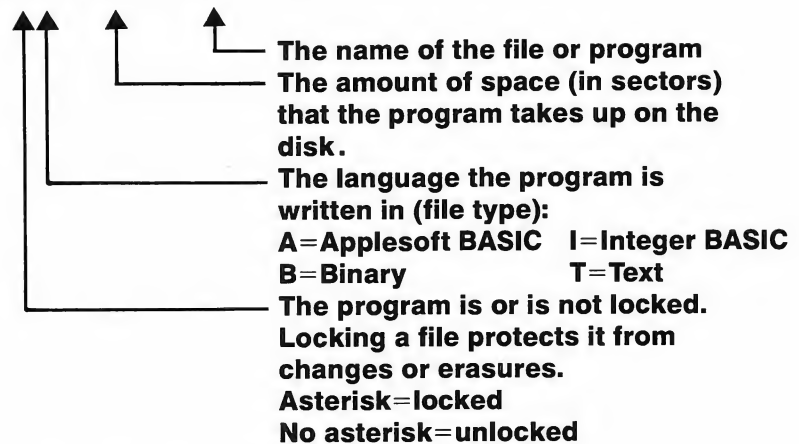 The name of the file or program
The amount of space (in sectors)
that the program takes up on the
disk.
The language the program is
written in (file type):
A=Applesoft BASIC I=Integer BASIC
B=Binary T=Text
The program is or is not locked.
Locking a file protects it from
changes or erasures.
Asterisk=locked
No asterisk=unlocked